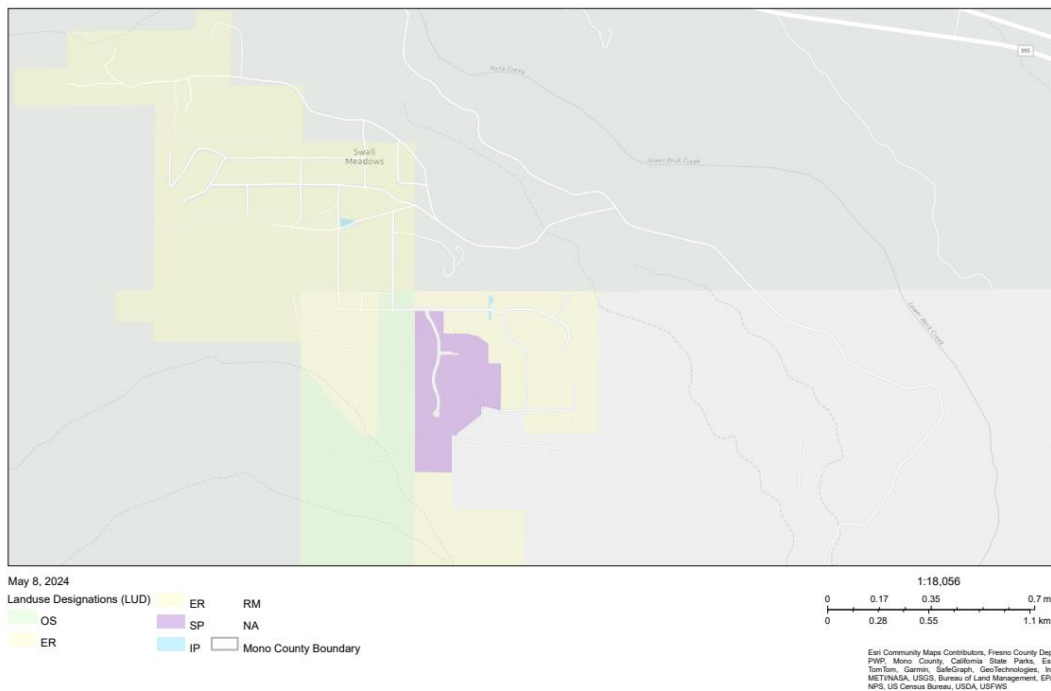 395
Rock Creek
Swall
Meadows
Lower Rock Creek
Lower Rock Creek
May 8, 2024
Landuse Designations (LUD)
OS
ER
ER
SP
IP
RM
NA
Mono County Boundary
1:18,056
0 0.17 0.35 0.7 m
0 0.28 0.55 1.1 km
Esri Community Maps Contributors, Fresno County Dep
PWP, Mono County, California State Parks, Es
TomTom, Garmin, SafeGraph, GeoTechnologies, In
METI/NASA, USGS, Bureau of Land Management, EP
NPS, US Census Bureau, USDA, USFWS